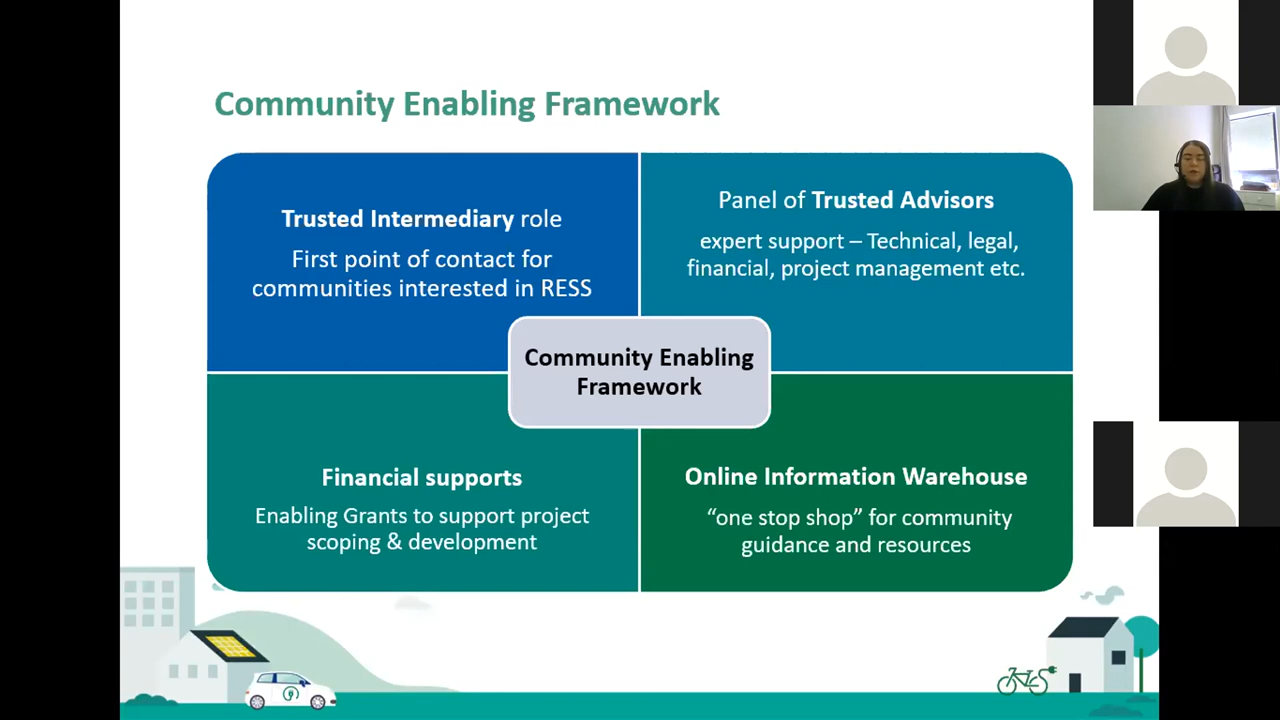 Community Enabling Framework
Trusted Intermediary role
First point of contact for
communities interested in RESS
Panel of Trusted Advisors
expert support – Technical, legal,
financial, project management etc.
Community Enabling
Framework
Financial supports
Enabling Grants to support project
scoping & development
Online Information Warehouse
“one stop shop” for community
guidance and resources